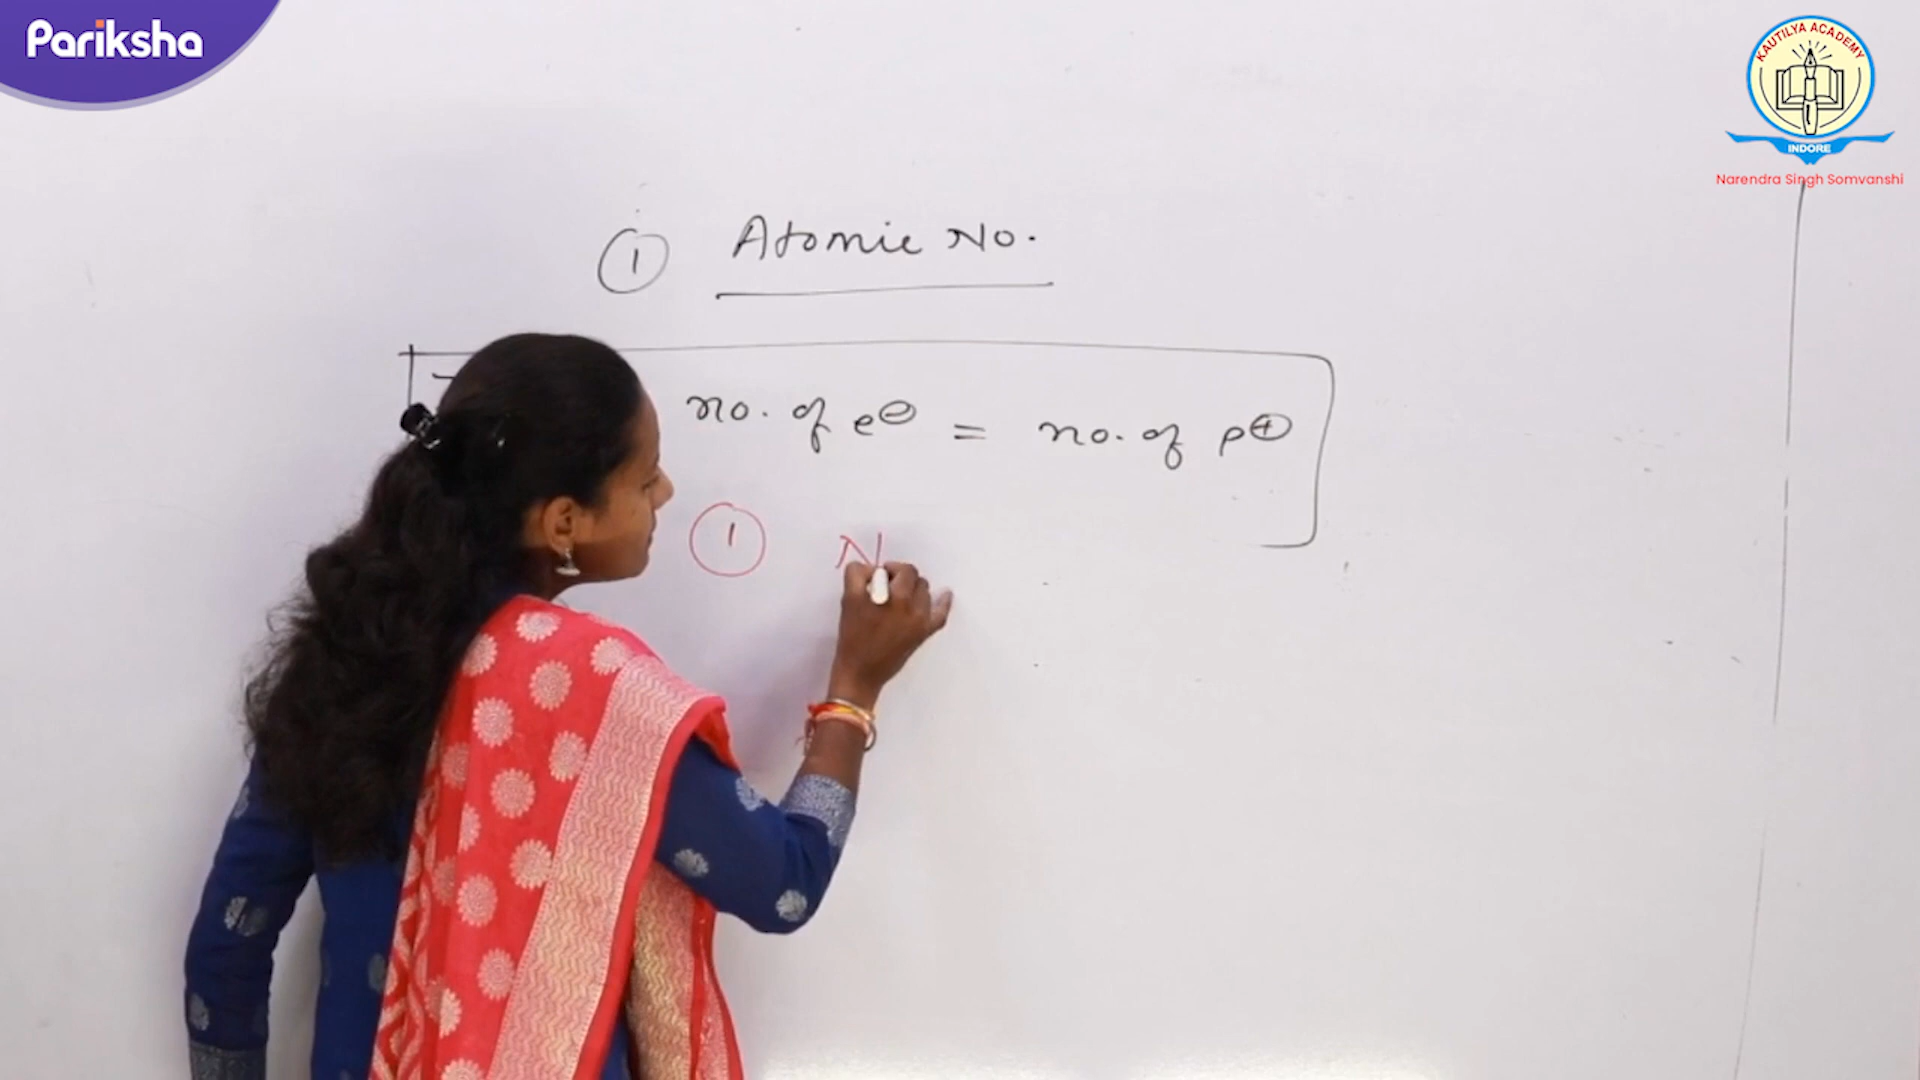 Pariksha
KAUTILYA ACADEMY
INDORE
Narendra Singh Somvanshi
① Atomic No.
no. of e⊖ = no. of p⊕
① N